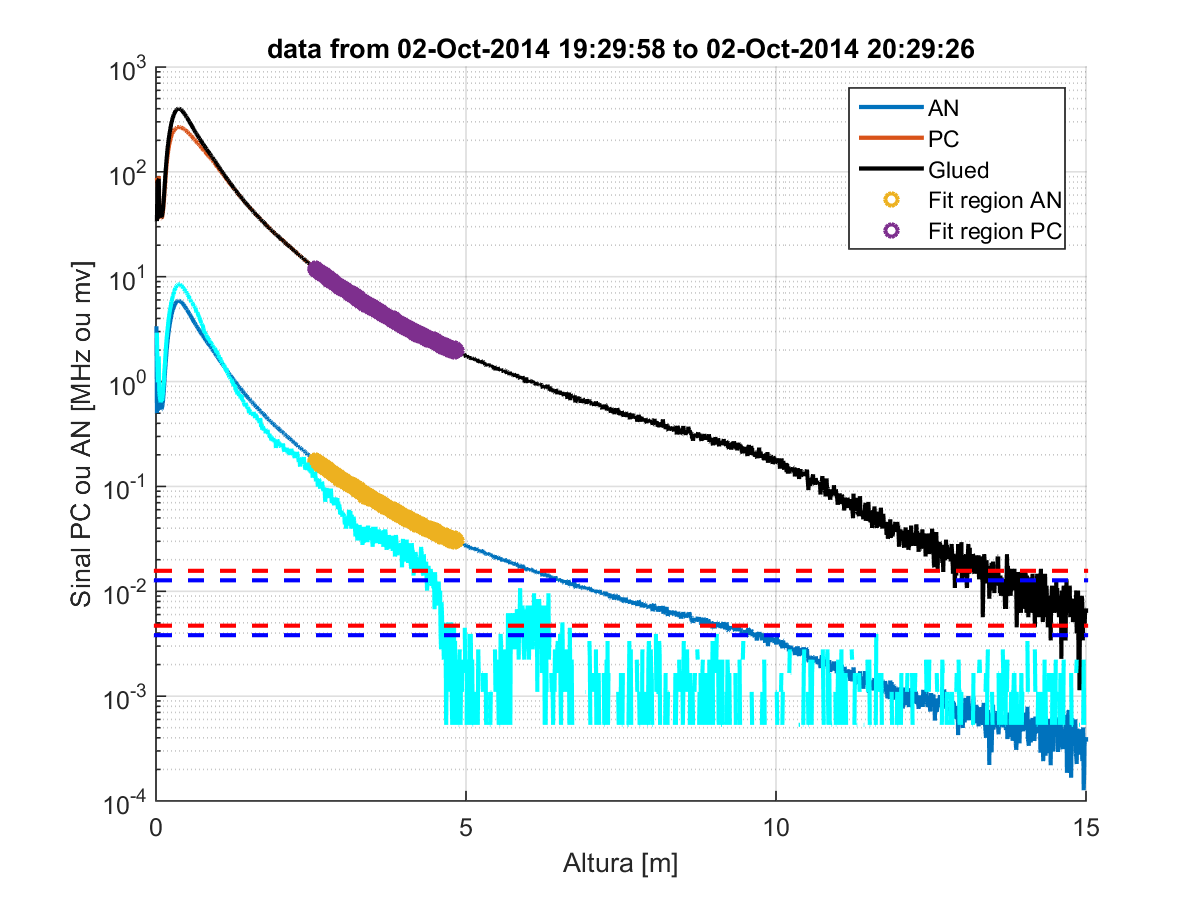 data from 02-Oct-2014 19:29:58 to 02-Oct-2014 20:29:26
Sinal PC ou AN [MHz ou mv]
10^3
10^2
10^1
10^0
10^-1
10^-2
10^-3
10^-4
AN
PC
Glued
Fit region AN
Fit region PC
0 5 10 15
Altura [m]